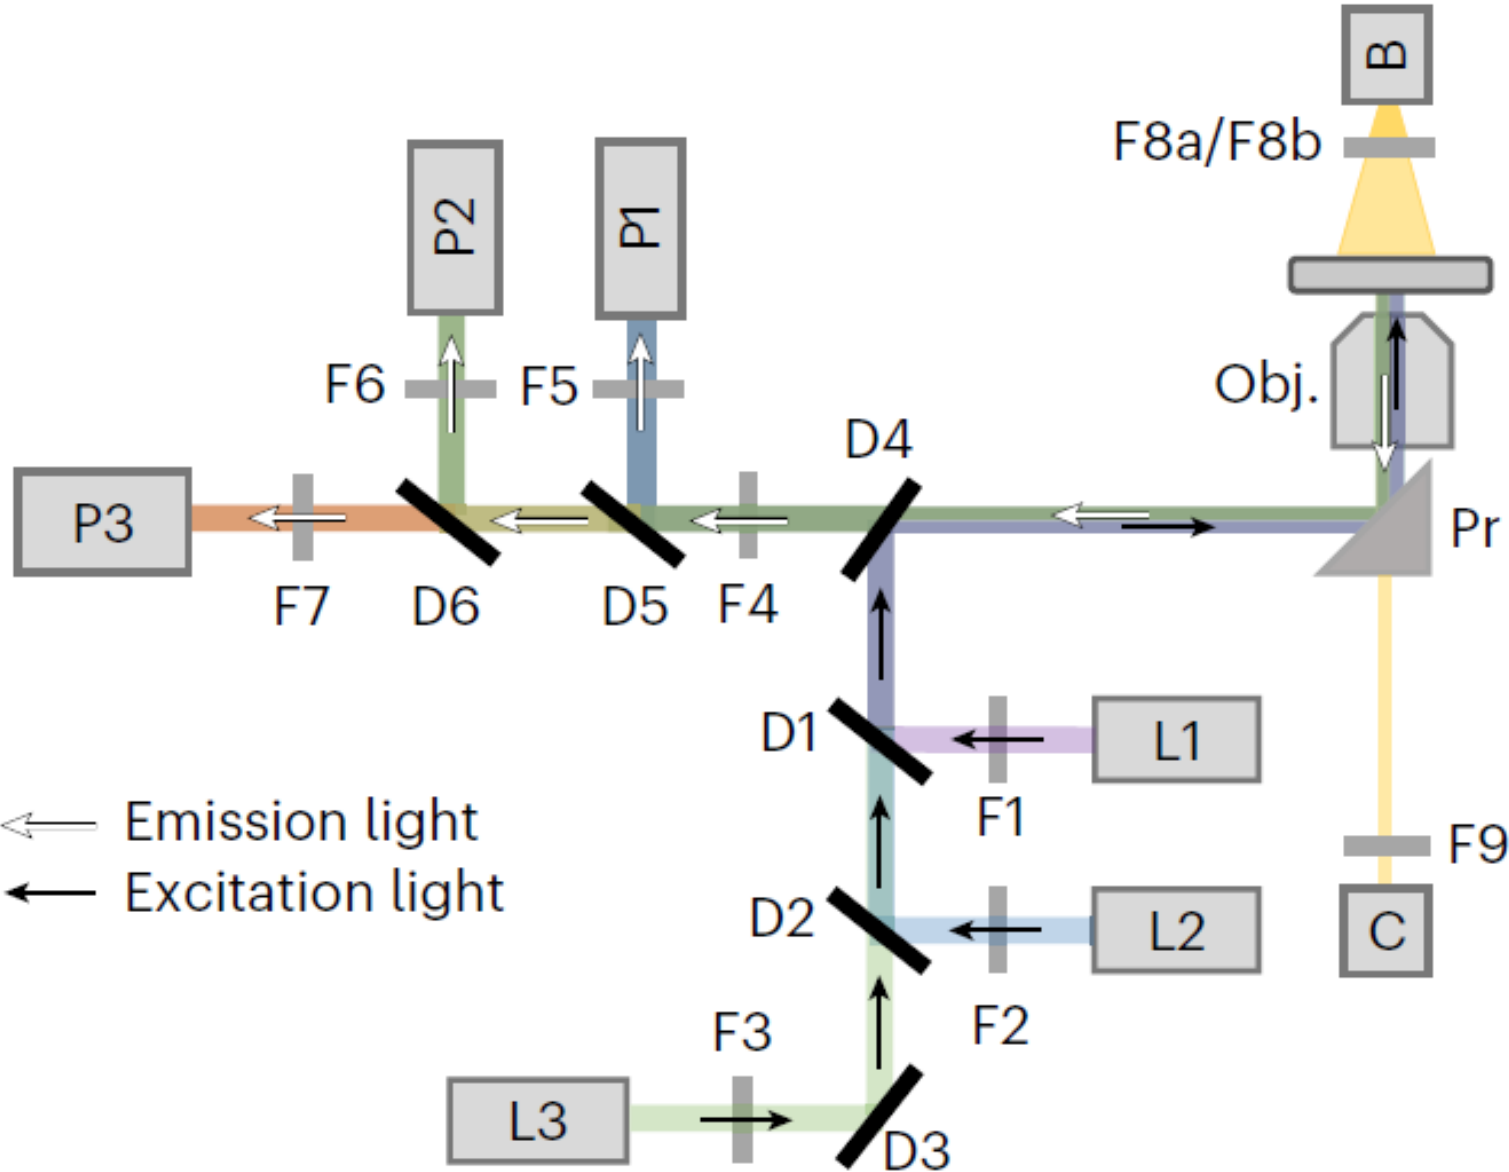 B
F8a/F8b
P2
P1
F6
F5
Obj.
D4
P3
Pr
F7
D6
D5
F4
D1
L1
F1
Emission light
Excitation light
F9
D2
L2
C
F2
F3
L3
D3